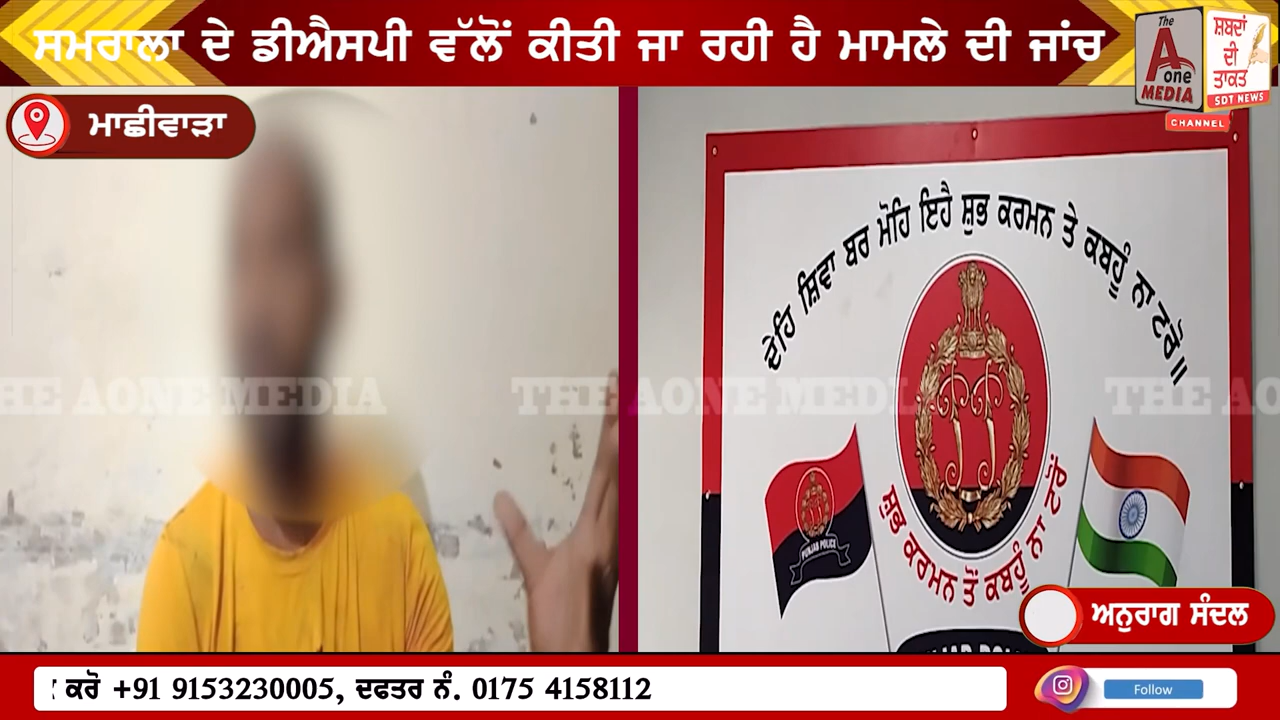 ਸਮਰਾਲਾ ਦੇ ਡੀਐਸਪੀ ਵੱਲੋਂ ਕੀਤੀ ਜਾ ਰਹੀ ਹੈ ਮਾਮਲੇ ਦੀ ਜਾਂਚ
The
A
one
MEDIA
ਸ਼ਬਦਾਂ
ਦੀ
ਤਾਕਤ
SDT NEWS
CHANNEL
ਮਾਛੀਵਾੜਾ
ਦੇਹਿ ਸ਼ਿਵਾ ਬਰ ਮੋਹਿ ਇਹੈ ਸ਼ੁਭ ਕਰਮਨ ਤੇ ਕਬਹੂੰ ਨਾ ਟਰੋਂ॥
THE AONE MEDIA
THE AONE MEDIA
THE AONE
PUNJAB POLICE
ਸ਼ੁਭ ਕਰਮਨ ਤੋਂ ਕਬਹੂੰ ਨਾ ਟਰੋਂ
ਅਨੁਰਾਗ ਸੰਦਲ
ਕਰੋ +91 9153230005, ਦਫਤਰ ਨੰ. 0175 4158112
Follow